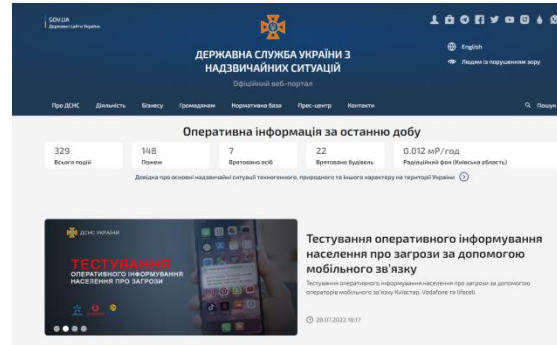 GOV.UA
Державні сайти України
ДЕРЖАВНА СЛУЖБА УКРАЇНИ З
НАДЗВИЧАЙНИХ СИТУАЦІЙ
Офіційний веб-
портал
English
Людям із порушенням зору
Про ДСНС Діяльність Бізнесу Громадянам Нормативна база Прес-центр Контакти Пошук
Оперативна інформація за останню добу
329 148 7 22 0.012 мР/год
Всього подій Пожеж Врятовано осіб Врятовано будівель Радіаційний фон (Київська область)
Довідка про основні надзвичайні ситуації техногенного, природного та іншого характеру на території України
ДСНС УКРАЇНИ
ТЕСТУВАННЯ
ОПЕРАТИВНОГО ІНФОРМУВАННЯ
НАСЕЛЕННЯ ПРО ЗАГРОЗИ
Тестування оперативного інформування
населення про загрози за допомогою
мобільного зв'язку
Тестування оперативного інформування населення про загрози за допомогою
операторів мобільного зв'язку Київстар, Vodafone та lifecell.
28.07.2022 18:17